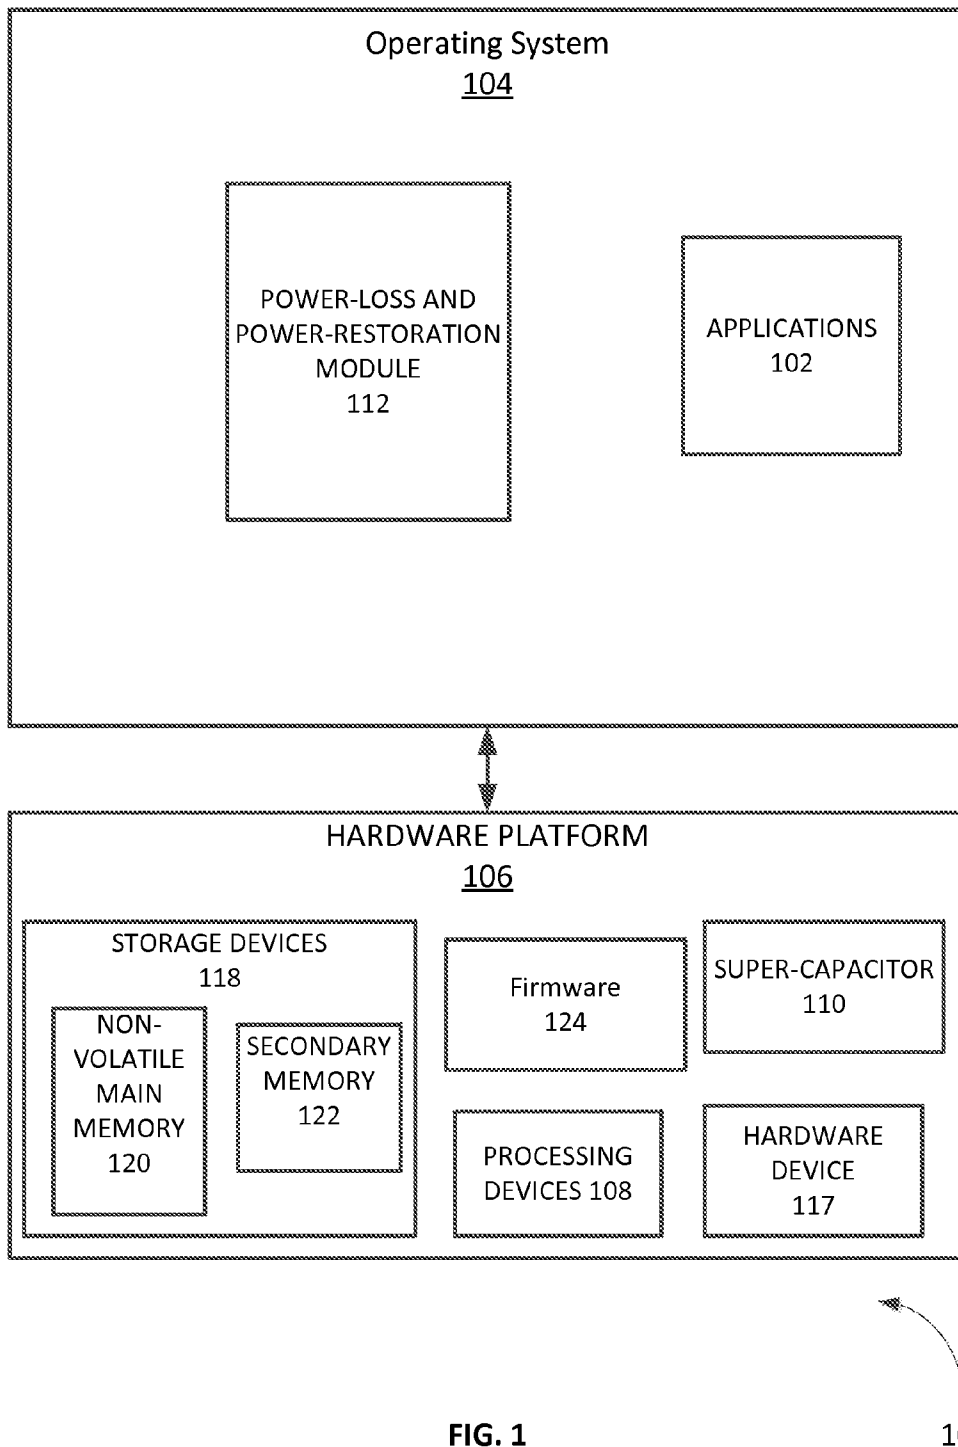 Operating System
104
POWER-LOSS AND
POWER-RESTORATION
MODULE
112
APPLICATIONS
102
HARDWARE PLATFORM
106
STORAGE DEVICES
118
NON-
VOLATILE
MAIN
MEMORY
120
SECONDARY
MEMORY
122
Firmware
124
SUPER-CAPACITOR
110
PROCESSING
DEVICES 108
HARDWARE
DEVICE
117
FIG. 1